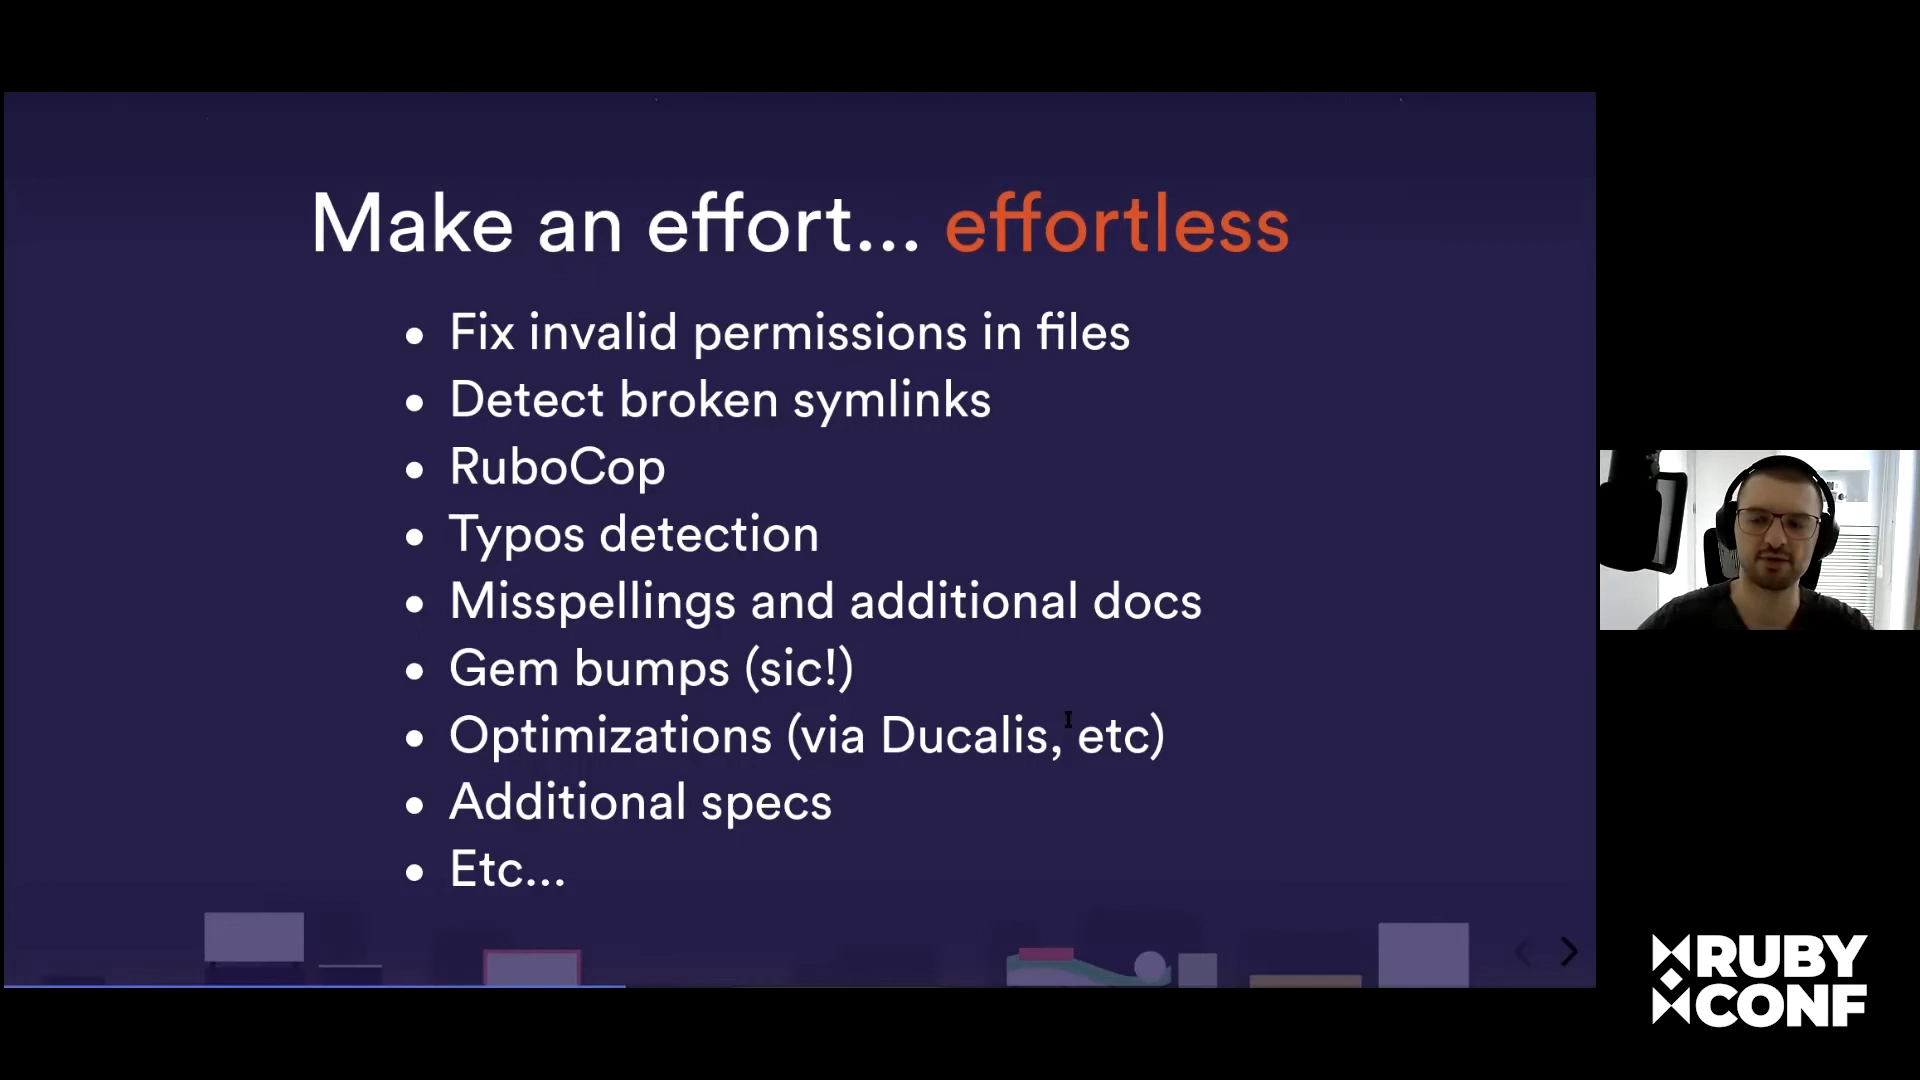 Make an effort... effortless
Fix invalid permissions in files
Detect broken symlinks
RuboCop
Typos detection
Misspellings and additional docs
Gem bumps (sic!)
Optimizations (via Ducalis, etc)
Additional specs
Etc...
RUBY
CONF